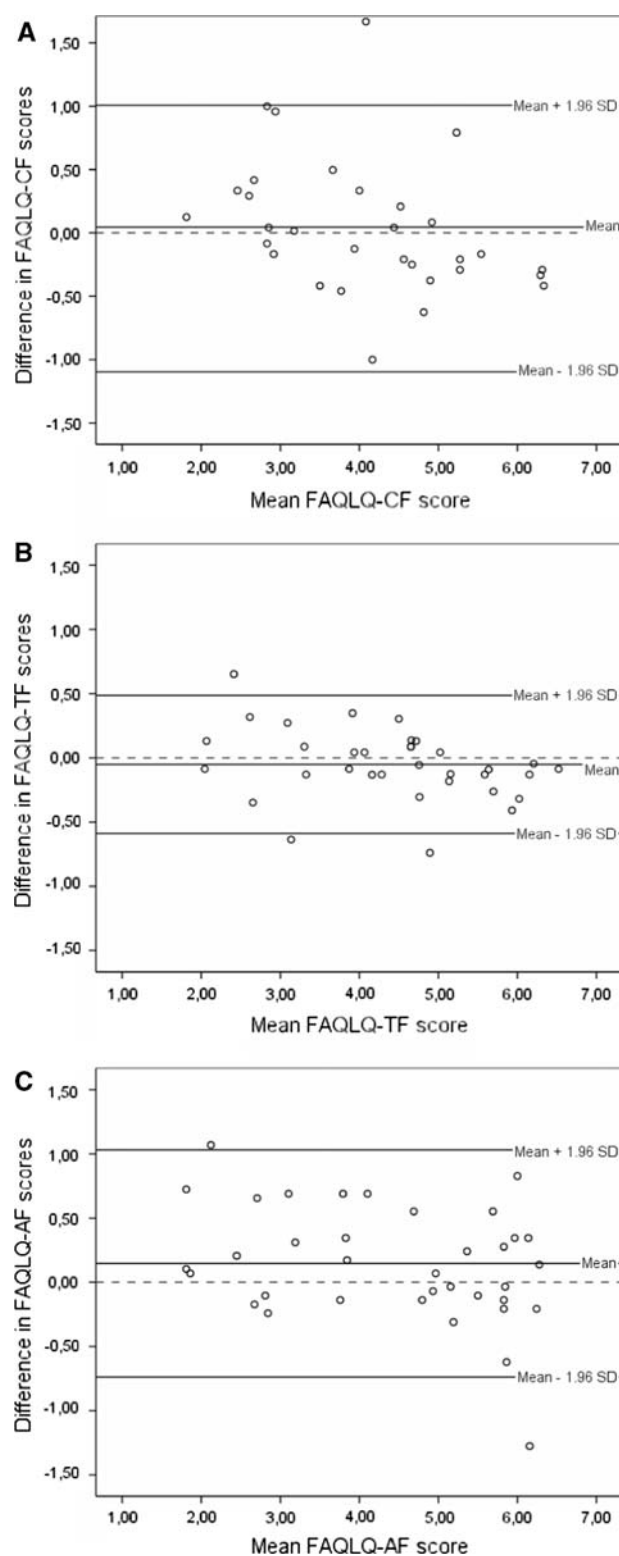 A
Difference in FAQLQ-CF scores
1,50
1,00
0,50
0,00
-0,50
-1,00
-1,50
Mean + 1.96 SD
Mean
Mean - 1.96 SD
1,00 2,00 3,00 4,00 5,00 6,00 7,00
Mean FAQLQ-CF score
B
Difference in FAQLQ-TF scores
1,50
1,00
0,50
0,00
-0,50
-1,00
-1,50
Mean + 1.96 SD
Mean
Mean - 1.96 SD
1,00 2,00 3,00 4,00 5,00 6,00 7,00
Mean FAQLQ-TF score
C
Difference in FAQLQ-AF scores
1,50
1,00
0,50
0,00
-0,50
-1,00
-1,50
Mean + 1.96 SD
Mean
Mean - 1.96 SD
1,00 2,00 3,00 4,00 5,00 6,00 7,00
Mean FAQLQ-AF score